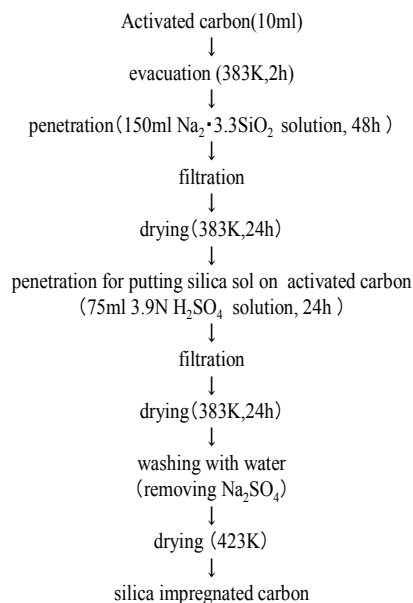 Activated carbon(10ml)
↓
evacuation (383K,2h)
↓
penetration(150ml Na₂・3.3SiO₂ solution, 48h )
↓
filtration
↓
drying(383K,24h)
↓
penetration for putting silica sol on activated carbon
(75ml 3.9N H₂SO₄ solution, 24h )
↓
filtration
↓
drying(383K,24h)
↓
washing with water
(removing Na₂SO₄)
↓
drying (423K)
↓
silica impregnated carbon